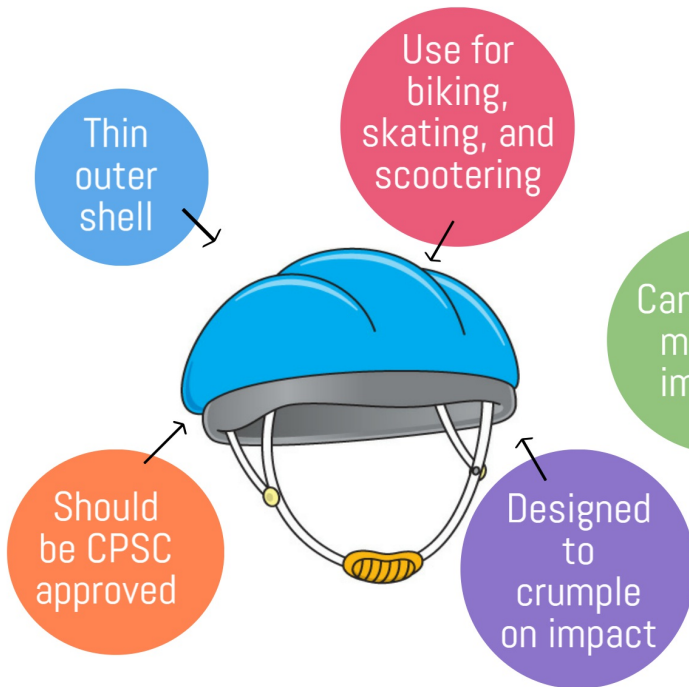 Use for
biking,
skating, and
scootering
Thin
outer
shell
Should
be CPSC
approved
Designed
to
crumple
on impact